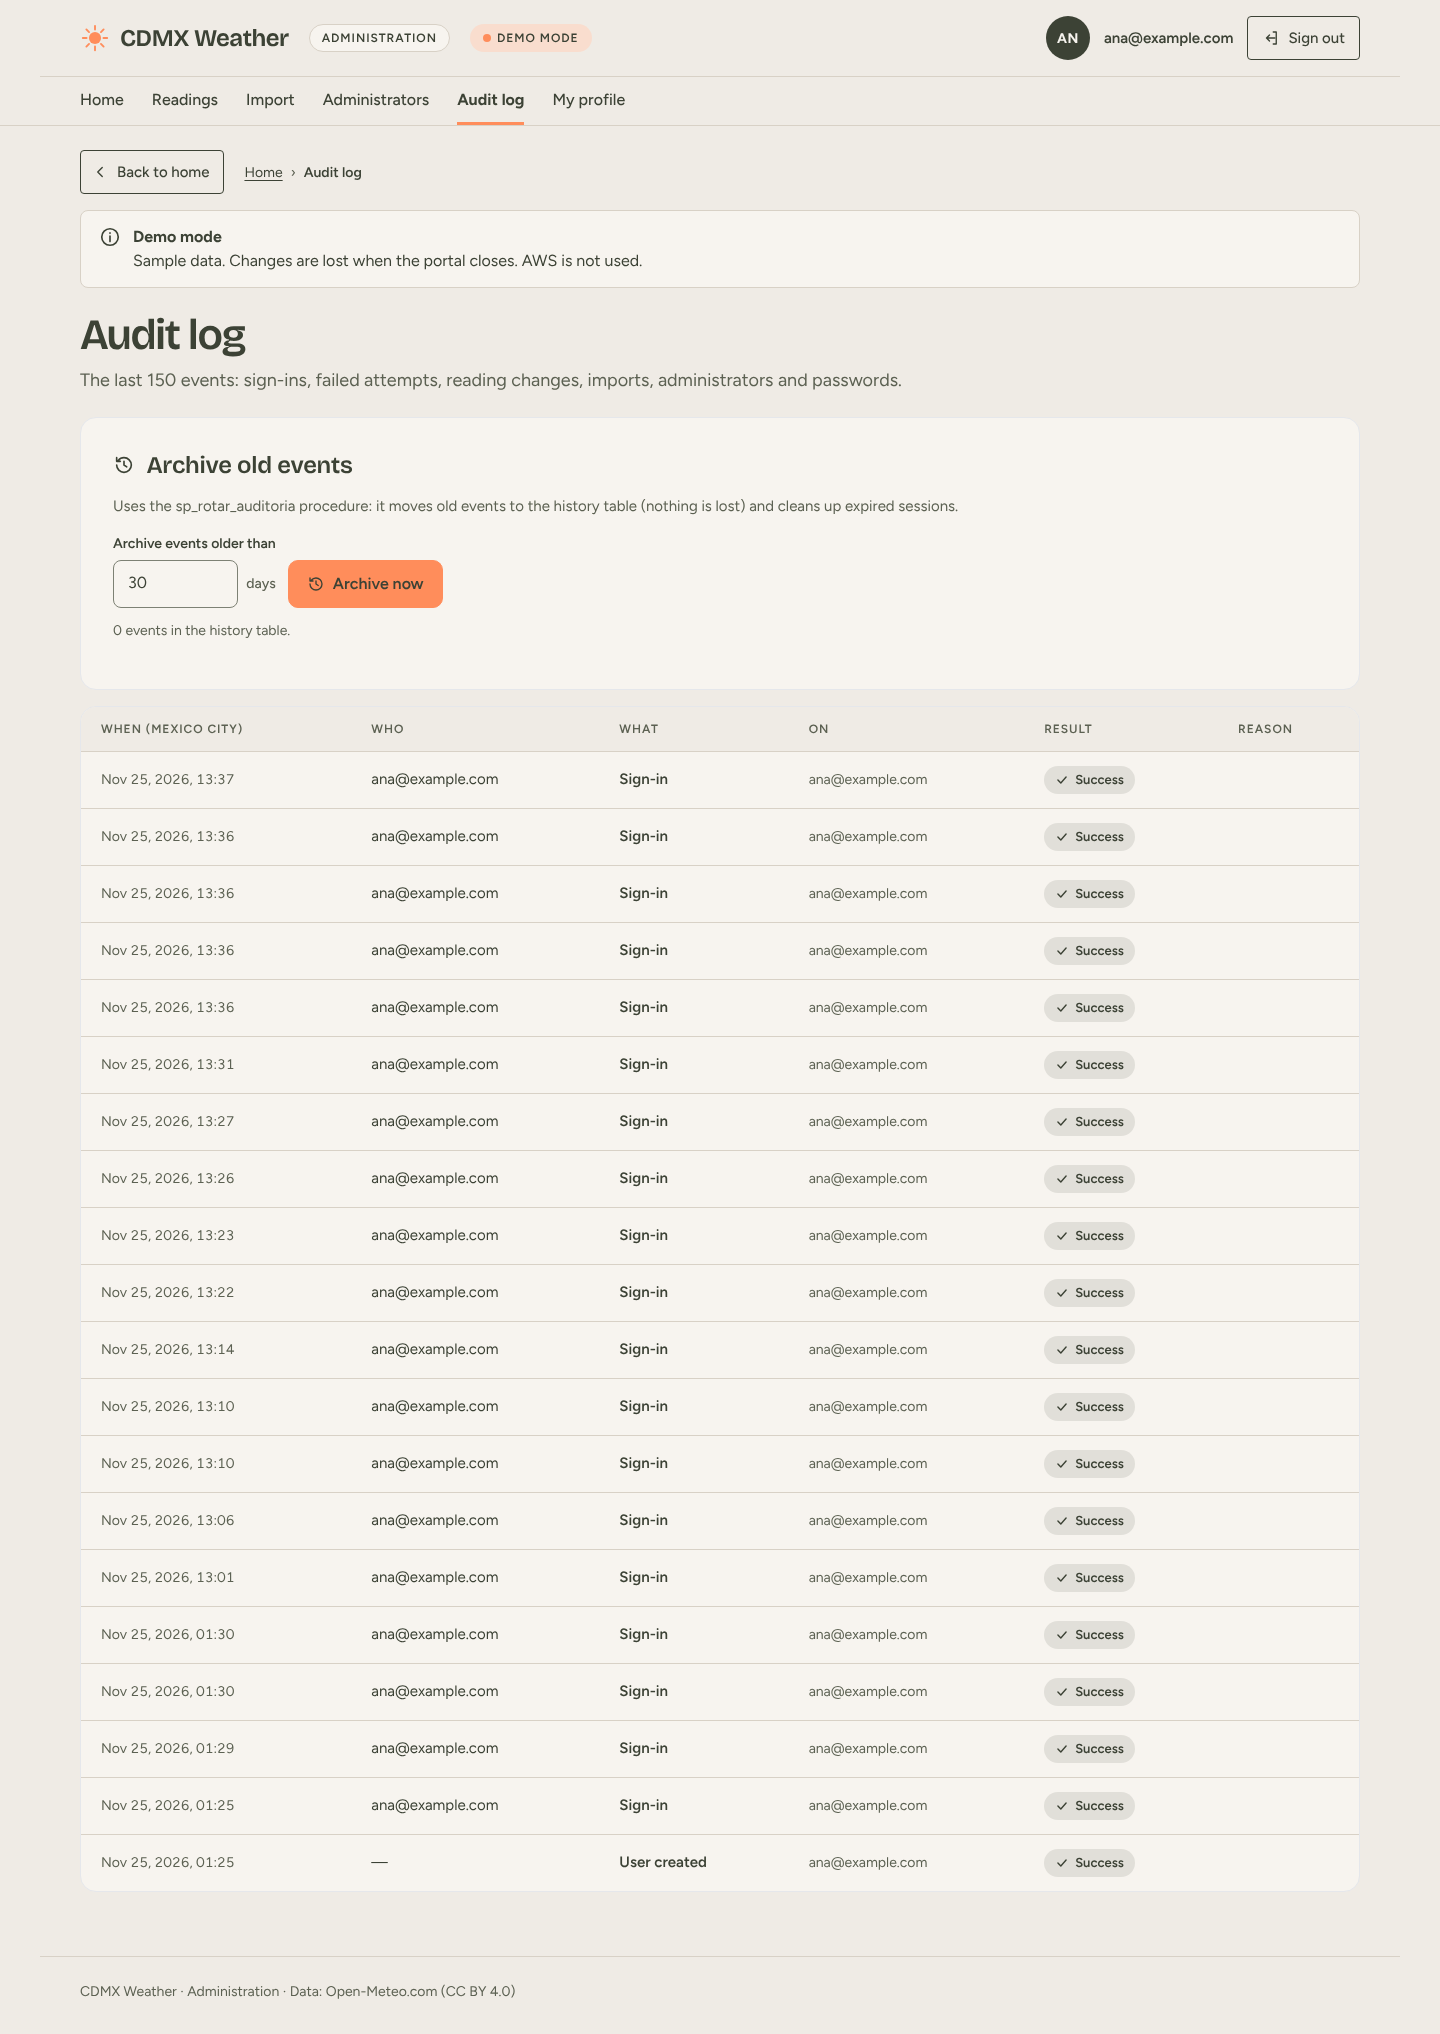 CDMX Weather ADMINISTRATION DEMO MODE AN ana@example.com Sign out
Home Readings Import Administrators Audit log My profile
Back to home Home › Audit log
Demo mode
Sample data. Changes are lost when the portal closes. AWS is not used.
Audit log
The last 150 events: sign-ins, failed attempts, reading changes, imports, administrators and passwords.
Archive old events
Uses the sp_rotar_auditoria procedure: it moves old events to the history table (nothing is lost) and cleans up expired sessions.
Archive events older than
30 days Archive now
0 events in the history table.
WHEN (MEXICO CITY) WHO WHAT ON RESULT REASON
Nov 25, 2026, 13:37 ana@example.com Sign-in ana@example.com Success
Nov 25, 2026, 13:36 ana@example.com Sign-in ana@example.com Success
Nov 25, 2026, 13:36 ana@example.com Sign-in ana@example.com Success
Nov 25, 2026, 13:36 ana@example.com Sign-in ana@example.com Success
Nov 25, 2026, 13:36 ana@example.com Sign-in ana@example.com Success
Nov 25, 2026, 13:31 ana@example.com Sign-in ana@example.com Success
Nov 25, 2026, 13:27 ana@example.com Sign-in ana@example.com Success
Nov 25, 2026, 13:26 ana@example.com Sign-in ana@example.com Success
Nov 25, 2026, 13:23 ana@example.com Sign-in ana@example.com Success
Nov 25, 2026, 13:22 ana@example.com Sign-in ana@example.com Success
Nov 25, 2026, 13:14 ana@example.com Sign-in ana@example.com Success
Nov 25, 2026, 13:10 ana@example.com Sign-in ana@example.com Success
Nov 25, 2026, 13:10 ana@example.com Sign-in ana@example.com Success
Nov 25, 2026, 13:06 ana@example.com Sign-in ana@example.com Success
Nov 25, 2026, 13:01 ana@example.com Sign-in ana@example.com Success
Nov 25, 2026, 01:30 ana@example.com Sign-in ana@example.com Success
Nov 25, 2026, 01:30 ana@example.com Sign-in ana@example.com Success
Nov 25, 2026, 01:29 ana@example.com Sign-in ana@example.com Success
Nov 25, 2026, 01:25 ana@example.com Sign-in ana@example.com Success
Nov 25, 2026, 01:25 — User created ana@example.com Success
CDMX Weather · Administration · Data: Open-Meteo.com (CC BY 4.0)